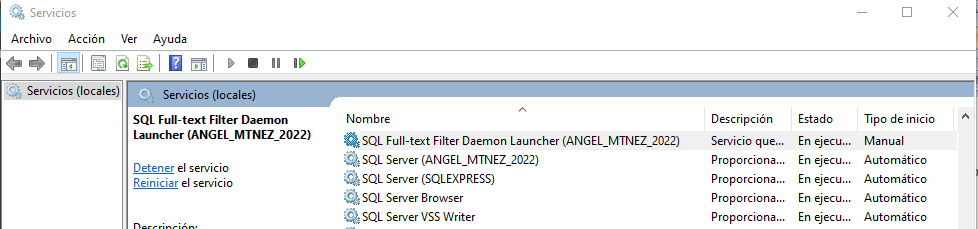 Servicios
Archivo Acción Ver Ayuda
Servicios (locales)
Servicios (locales)
SQL Full-text Filter Daemon
Launcher (ANGEL_MTNEZ_2022)
Detener el servicio
Reiniciar el servicio
Descripción:
Nombre Descripción Estado Tipo de inicio
SQL Full-text Filter Daemon Launcher (ANGEL_MTNEZ_2022) Servicio que... En ejecu... Manual
SQL Server (ANGEL_MTNEZ_2022) Proporciona... En ejecu... Automático
SQL Server (SQLEXPRESS) Proporciona... En ejecu... Automático
SQL Server Browser Proporciona... En ejecu... Automático
SQL Server VSS Writer Proporciona... En ejecu... Automático